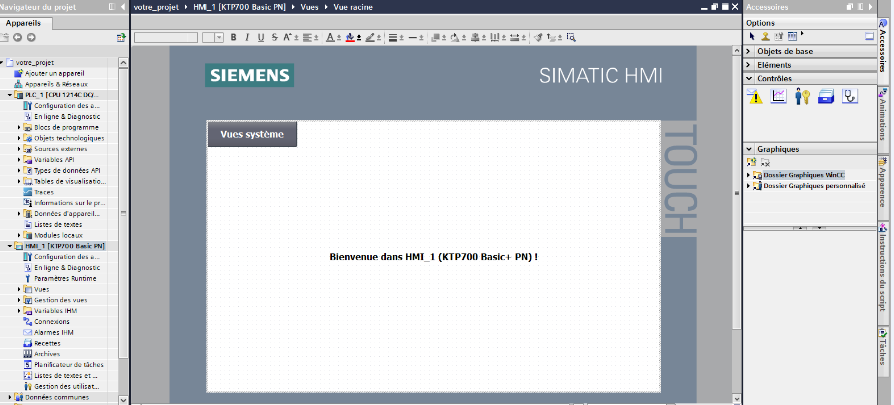 Navigateur du projet
votre_projet HMI_1 [KTP700 Basic PN] Vues Vue racine
Accessoires
Appareils
Options
votre_projet
Ajouter un appareil
Appareils & Réseaux
PLC_1 [CPU 1214C DQ...
Configuration des a...
En ligne & Diagnostic
Blocs de programme
Objets technologiques
Sources externes
Variables API
Types de données API
Tables de visualisatio...
Traces
Informations sur le pr...
Données d'appareil...
Listes de textes
Modules locaux
HMI_1 [KTP700 Basic PN]
Configuration des a...
En ligne & Diagnostic
Paramètres Runtime
Vues
Gestion des vues
Variables IHM
Connexions
Alarmes IHM
Recettes
Archives
Planificateur de tâches
Listes de textes et ...
Gestion des utilisat...
Données communes
B I U S A
SIEMENS
SIMATIC HMI
Vues système
TOUCH
Bienvenue dans HMI_1 (KTP700 Basic+ PN) !
Objets de base
Eléments
Contrôles
Graphiques
Dossier Graphiques WinCC
Dossier Graphiques personnalisé
Accessoires
Animations
Apparence
Instructions du script
Tâches